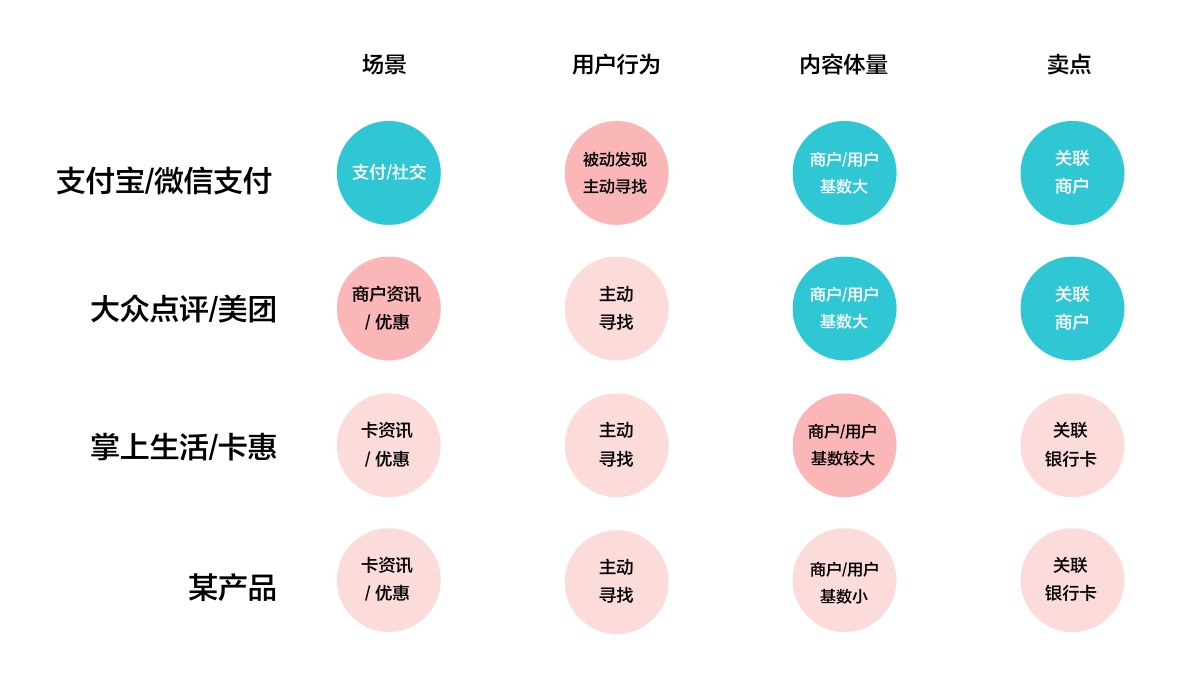 场景
用户行为
内容体量
卖点
支付宝/微信支付
支付/社交
被动发现
主动寻找
商户/用户
基数大
关联
商户
大众点评/美团
商户资讯
/ 优惠
主动
寻找
商户/用户
基数大
关联
商户
掌上生活/卡惠
卡资讯
/ 优惠
主动
寻找
商户/用户
基数较大
关联
银行卡
某产品
卡资讯
/ 优惠
主动
寻找
商户/用户
基数小
关联
银行卡